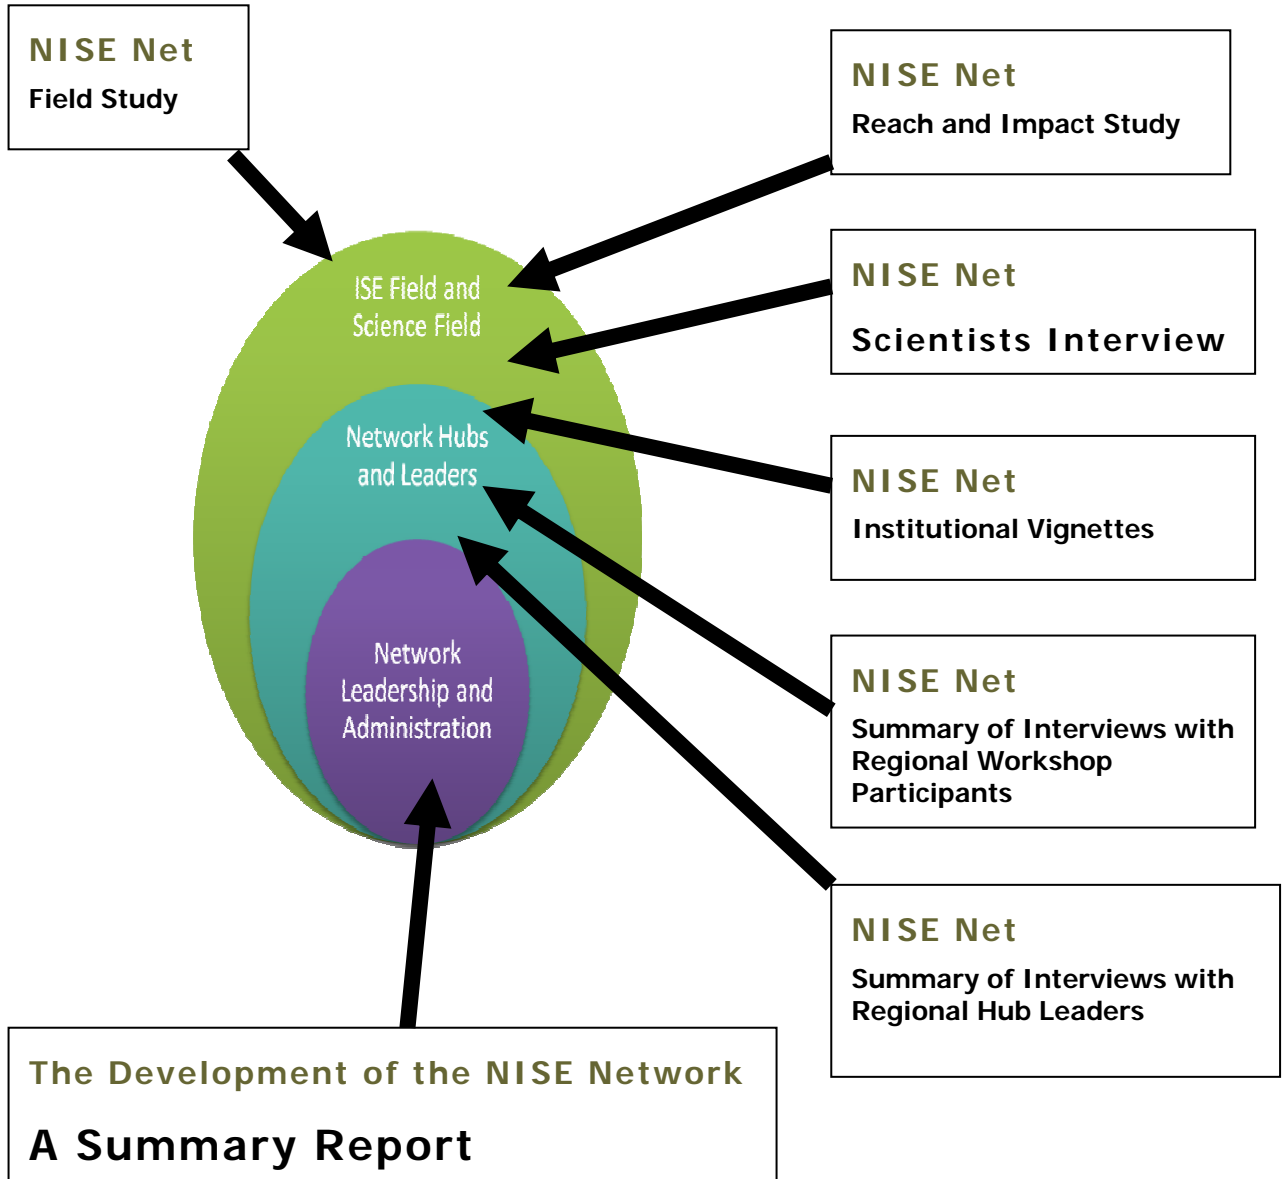 NISE Net
Field Study
NISE Net
Reach and Impact Study
ISE Field and
Science Field
NISE Net
Scientists Interview
Network Hubs
and Leaders
NISE Net
Institutional Vignettes
Network
Leadership and
Administration
NISE Net
Summary of Interviews with
Regional Workshop
Participants
NISE Net
Summary of Interviews with
Regional Hub Leaders
The Development of the NISE Network
A Summary Report